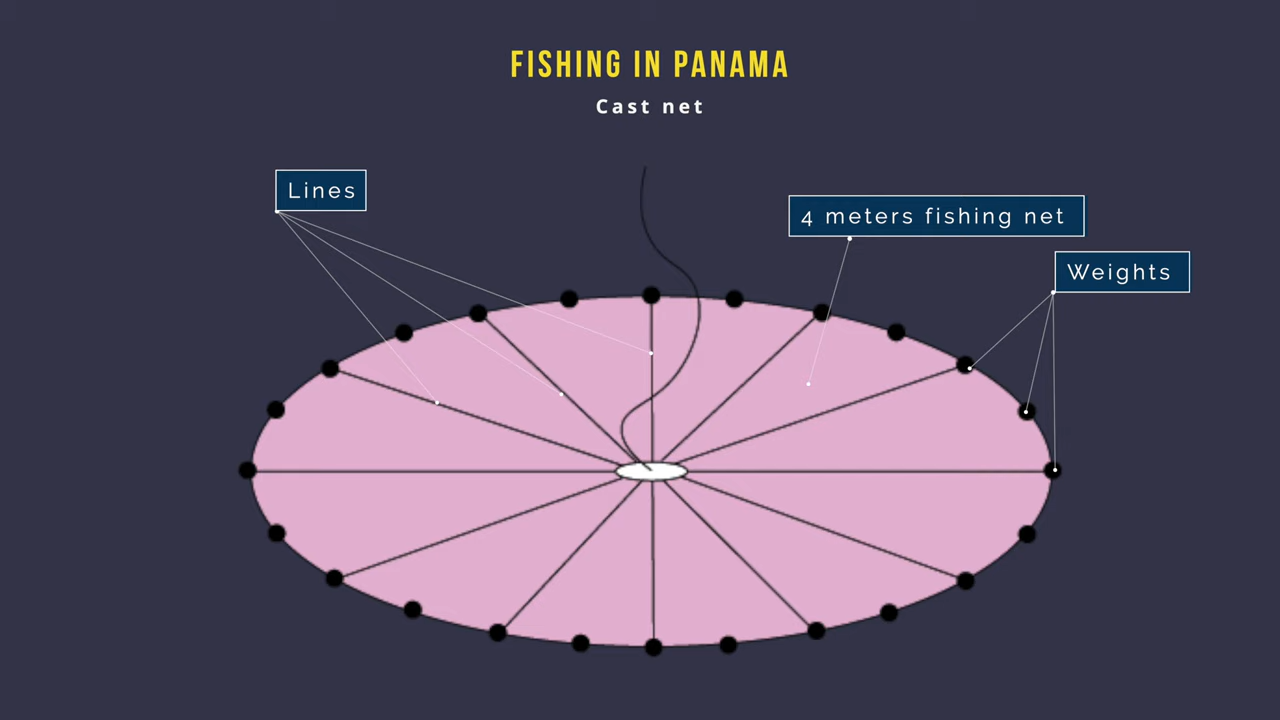 FISHING IN PANAMA
Cast net
Lines
4 meters fishing net
Weights